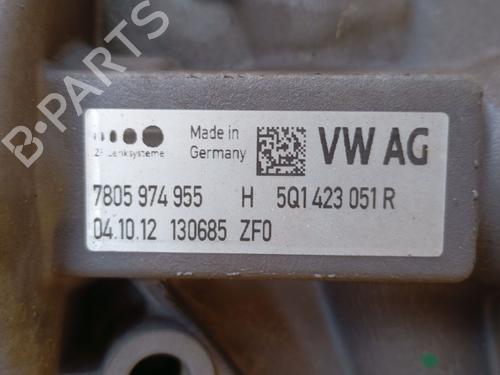 B-PARTS
ZF Lenksysteme
Made in
Germany
VW AG
7805 974 955 H 5Q1 423 051 R
04.10.12 130685 ZF0